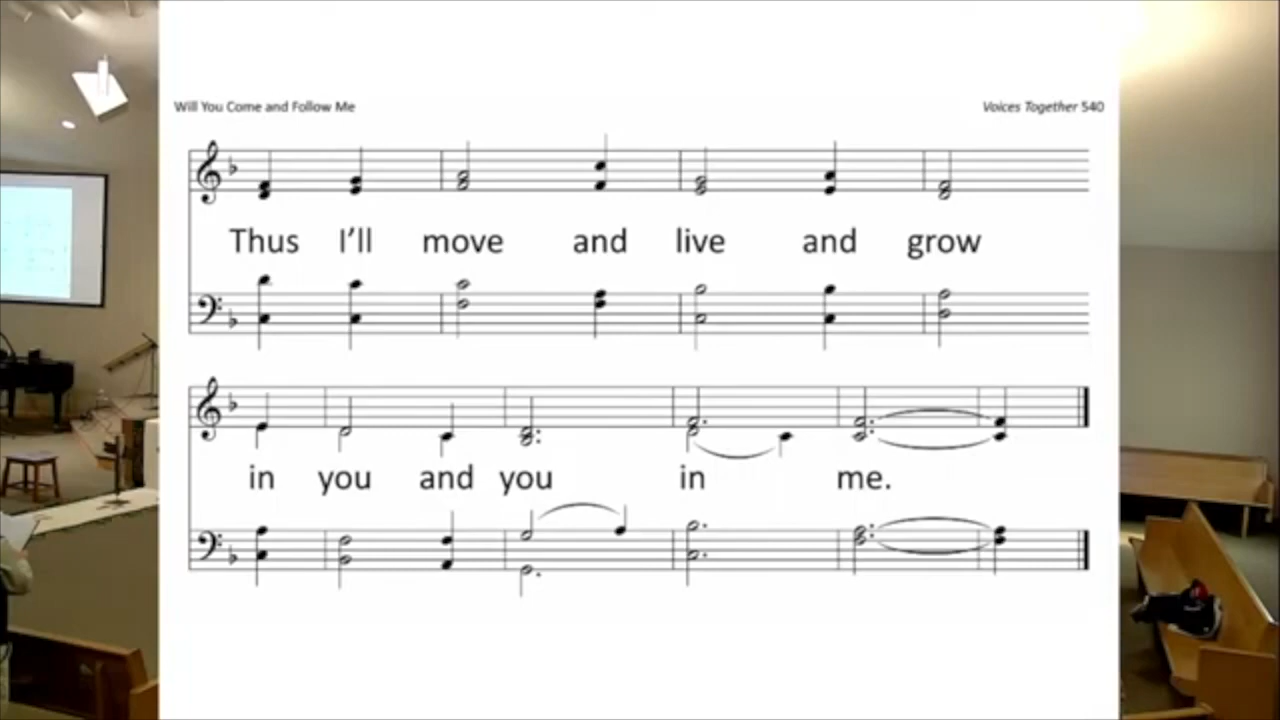 Will You Come and Follow Me
Voices Together 540
Thus I'll move and live and grow
in you and you in me.